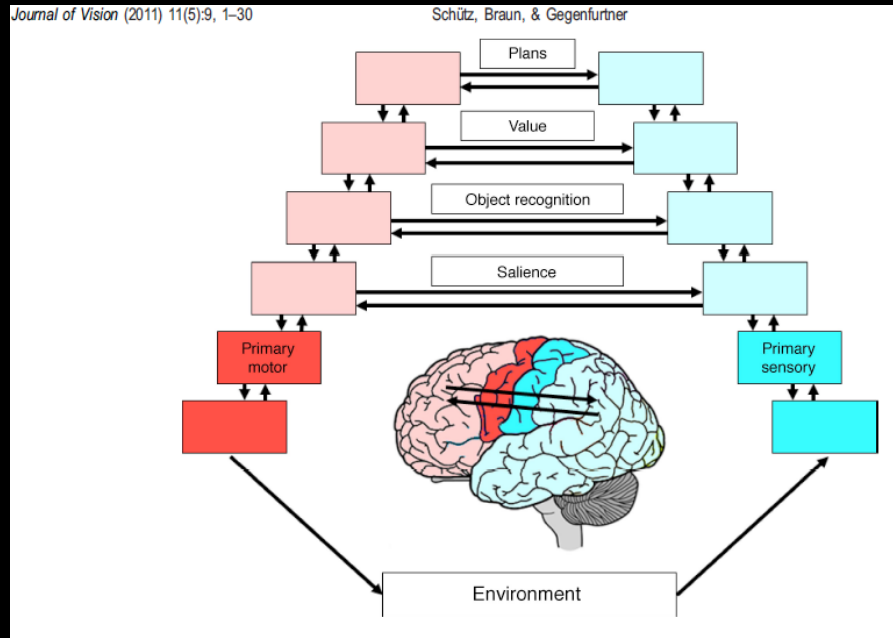 Journal of Vision (2011) 11(5):9, 1–30 Schütz, Braun, & Gegenfurtner
Plans
Value
Object recognition
Salience
Primary
motor
Primary
sensory
Environment